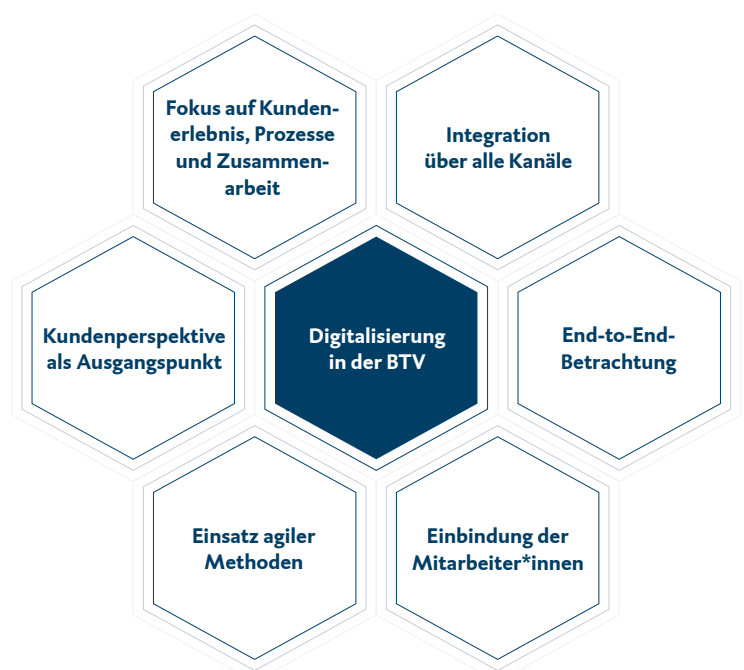 Fokus auf Kunden-
erlebnis, Prozesse
und Zusammen-
arbeit
Integration
über alle Kanäle
Kundenperspektive
als Ausgangspunkt
Digitalisierung
in der BTV
End-to-End-
Betrachtung
Einsatz agiler
Methoden
Einbindung der
Mitarbeiter*innen